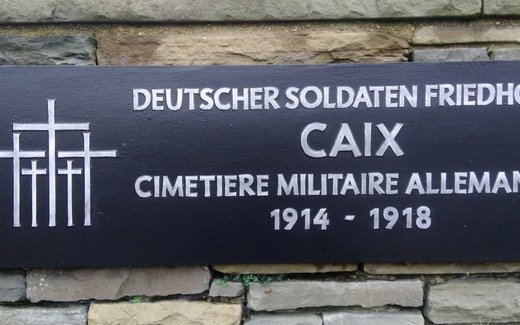 DEUTSCHER SOLDATEN FRIEDHO
CAIX
CIMETIERE MILITAIRE ALLEMAN
1914 - 1918